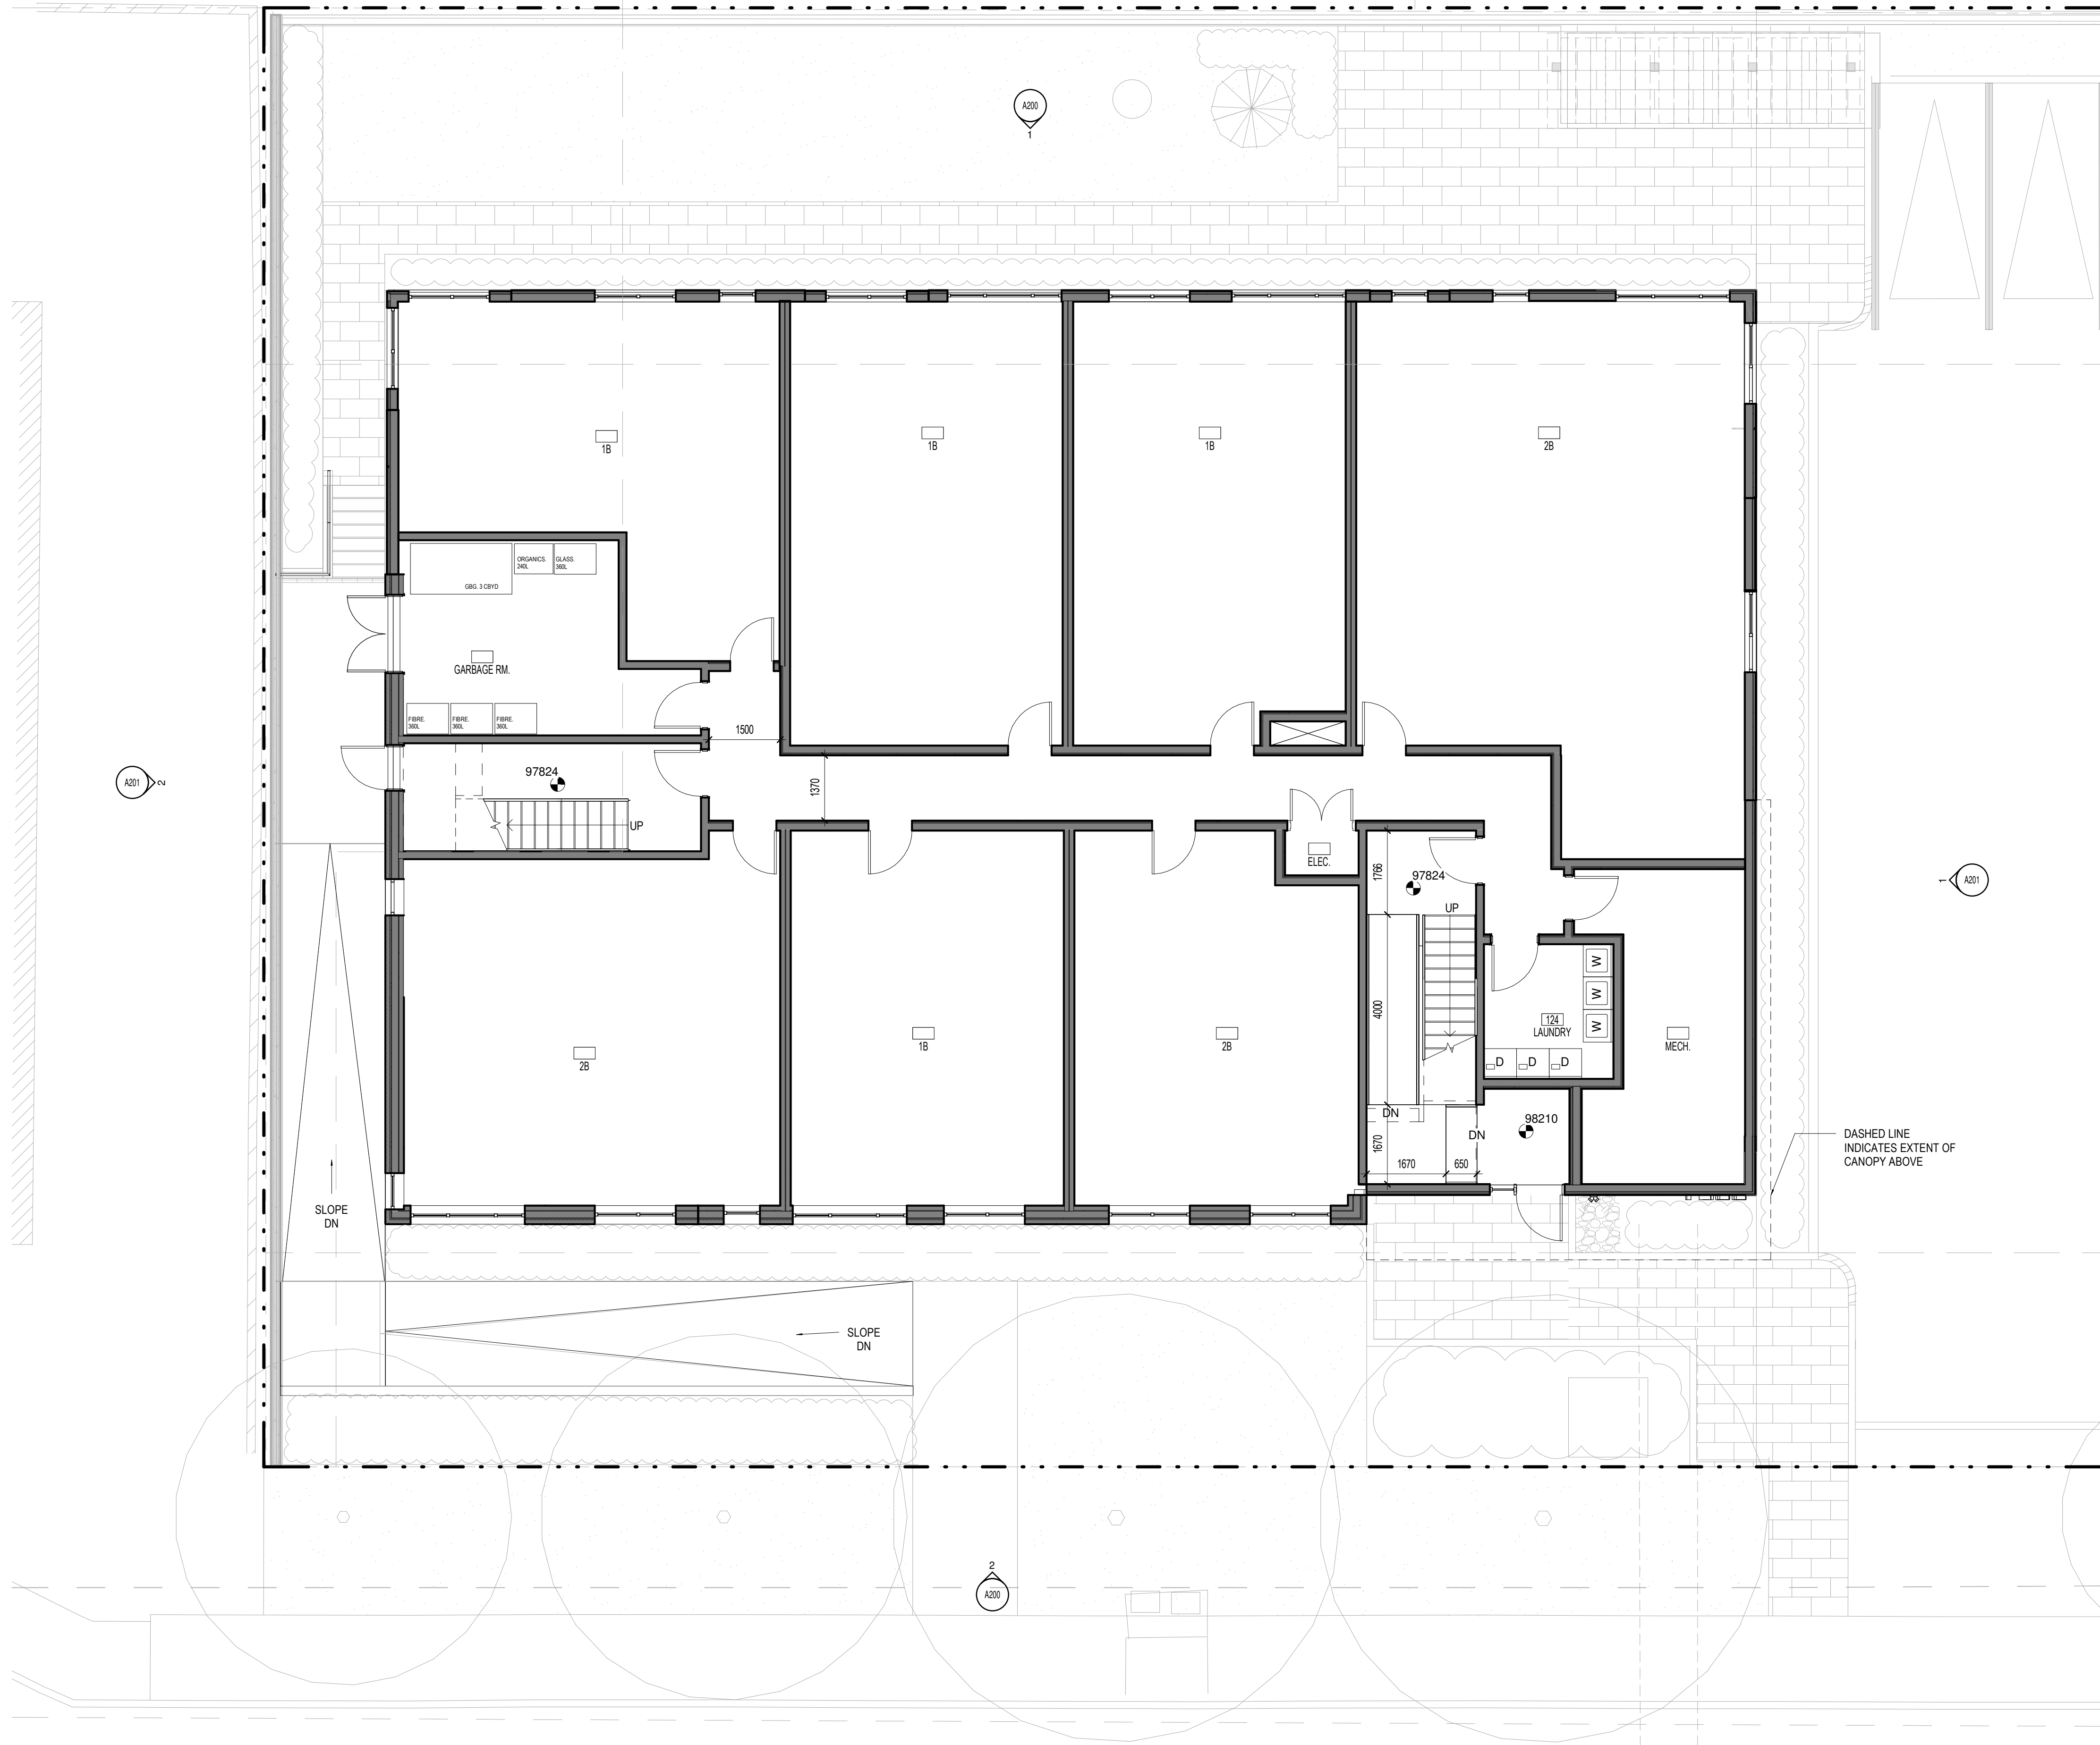 A200
1
1B
1B
1B
2B
ORGANICS.
240L
GLASS.
360L
GBG. 3 CBYD
GARBAGE RM.
FIBRE.
360L
FIBRE.
360L
FIBRE.
360L
1500
97824
UP
1370
A201
2
ELEC.
1766
97824
UP
1
A201
4000
W
W
W
124
LAUNDRY
D
D
D
MECH.
2B
1B
2B
DN
1670
DN
1670
650
98210
DASHED LINE
INDICATES EXTENT OF
CANOPY ABOVE
SLOPE
DN
SLOPE
DN
2
A200